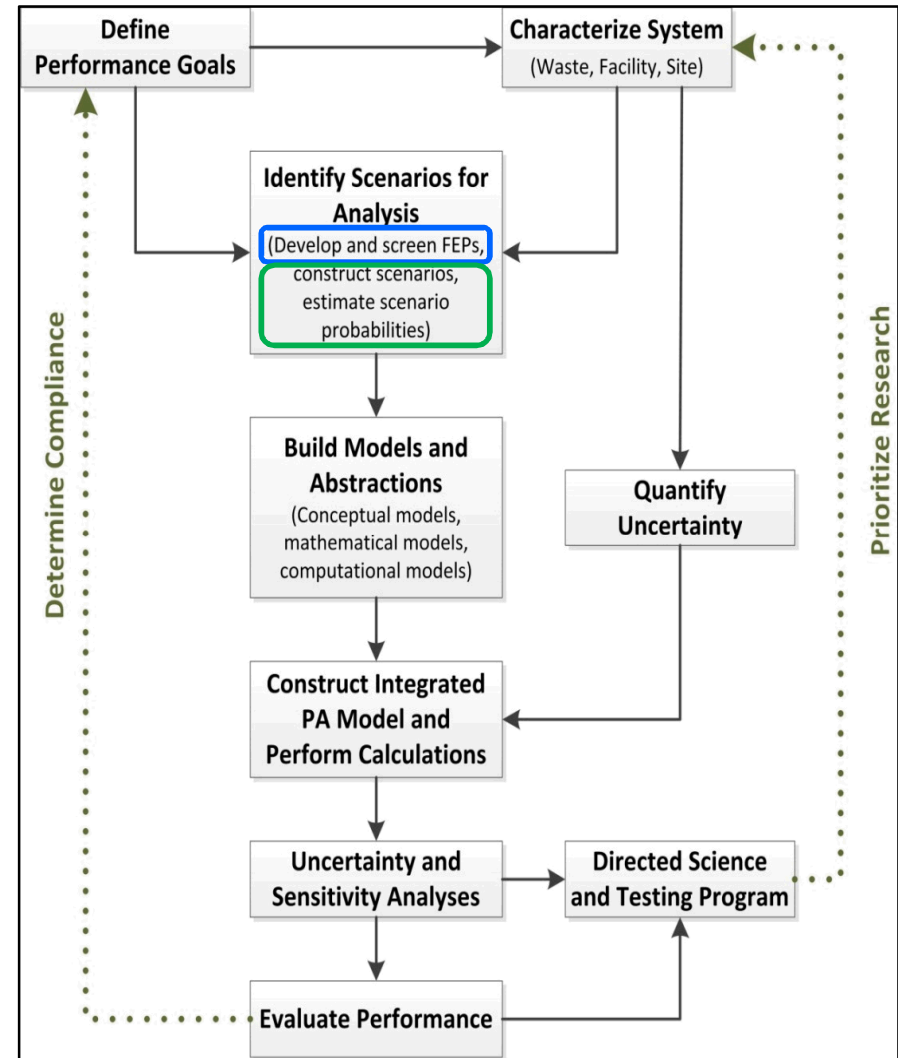 Define
Performance Goals
Characterize System
(Waste, Facility, Site)
Identify Scenarios for
Analysis
(Develop and screen FEPs,
construct scenarios,
estimate scenario
probabilities)
Determine Compliance
Prioritize Research
Build Models and
Abstractions
(Conceptual models,
mathematical models,
computational models)
Quantify
Uncertainty
Construct Integrated
PA Model and
Perform Calculations
Uncertainty and
Sensitivity Analyses
Directed Science
and Testing Program
Evaluate Performance